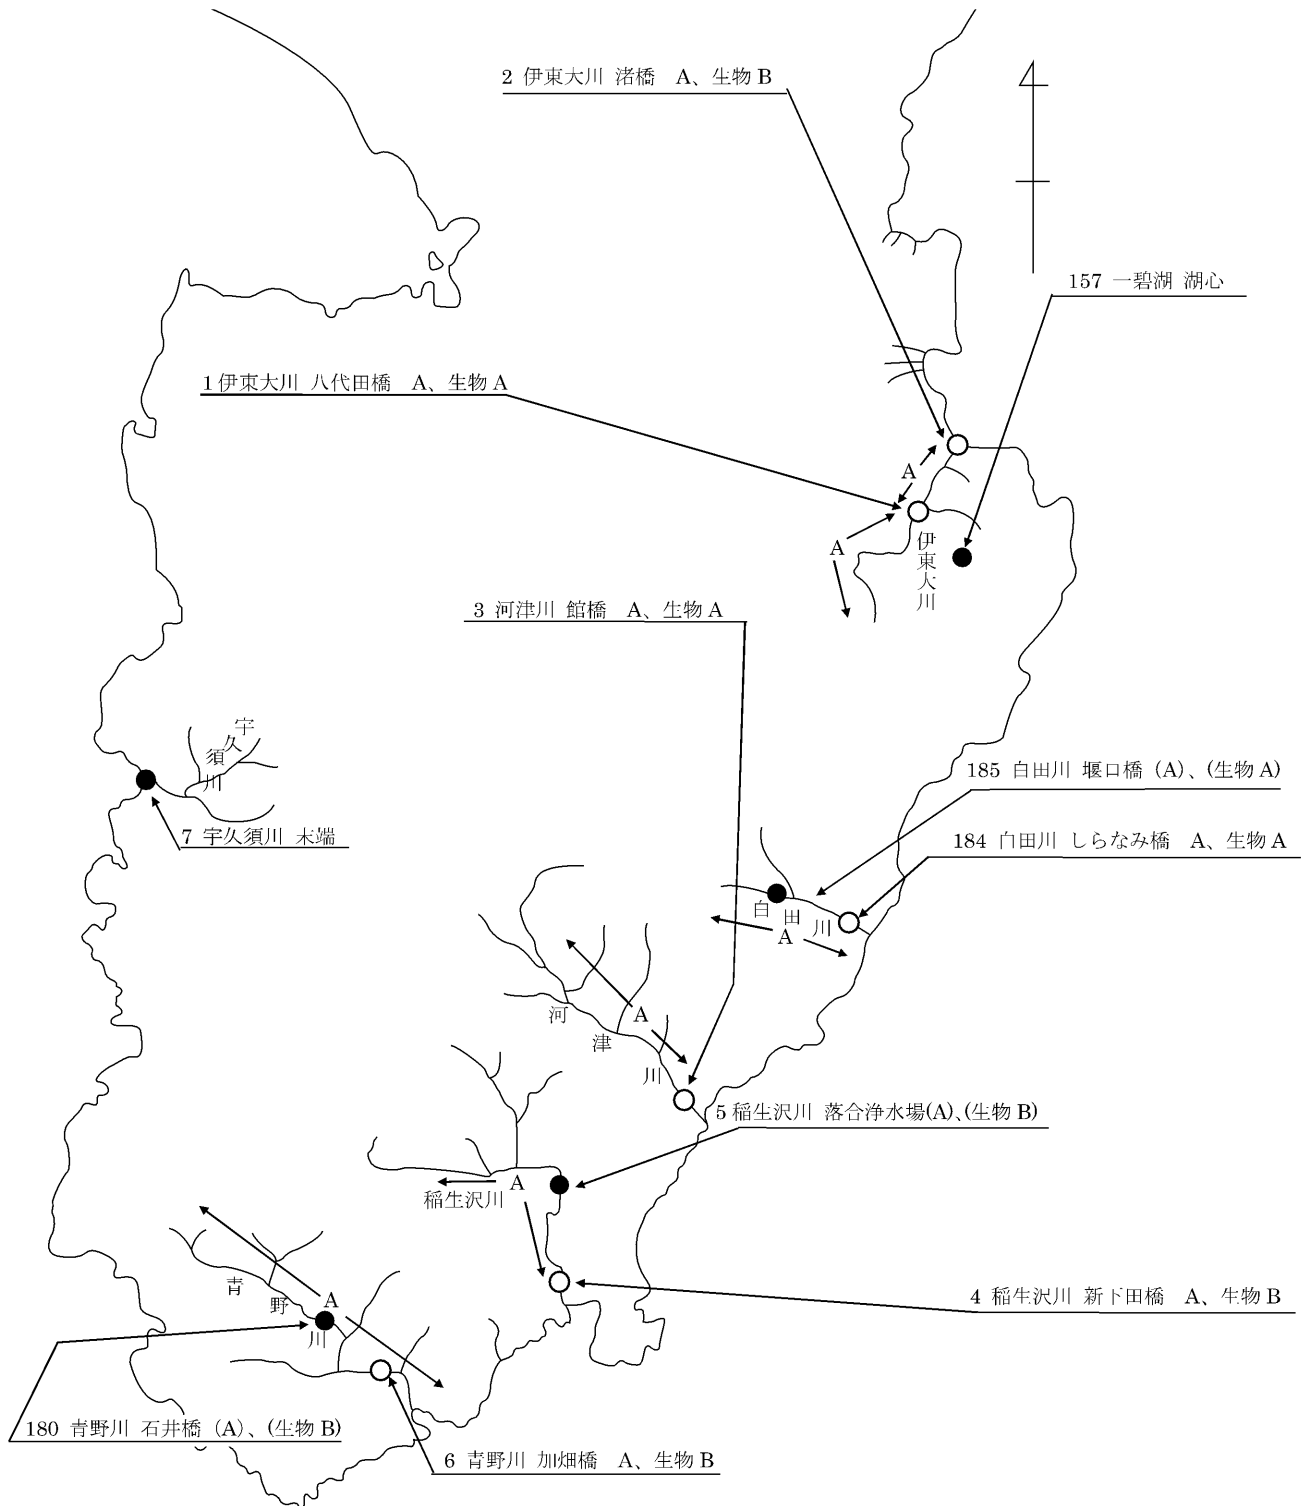 2 伊東大川 渚橋　A、生物 B
157 一碧湖 湖心
1 伊東大川 八代田橋　A、生物 A
A
A
伊東大川
3 河津川 館橋　A、生物 A
宇久須川
7 宇久須川 末端
185 白田川 堰口橋 (A)、(生物 A)
184 白田川 しらなみ橋　A、生物 A
白田川
A
A
河津川
5 稲生沢川 落合浄水場(A)、(生物 B)
A
稲生沢川
青野川
A
4 稲生沢川 新下田橋　A、生物 B
180 青野川 石井橋 (A)、(生物 B)
6 青野川 加畑橋　A、生物 B